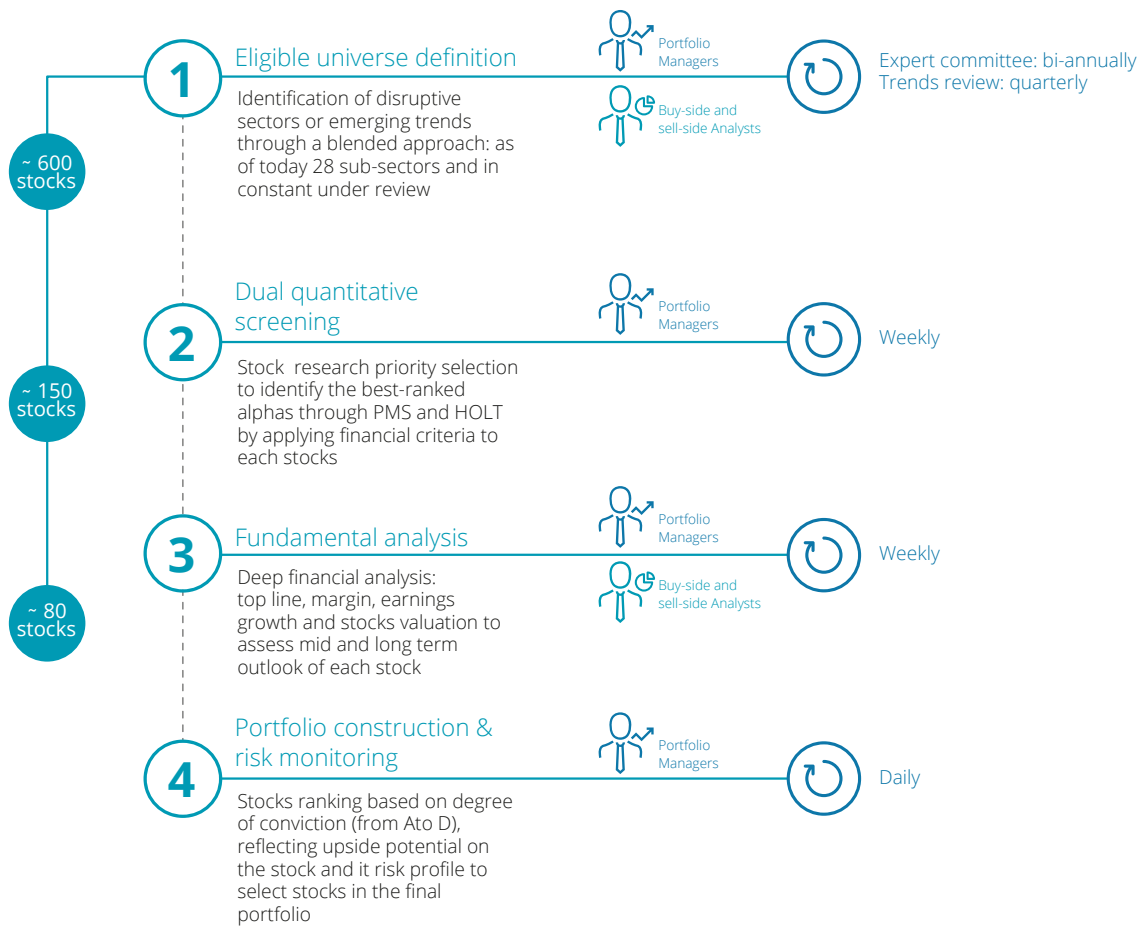 1
Eligible universe definition
Identification of disruptive
sectors or emerging trends
through a blended approach: as
of today 28 sub-sectors and in
constant under review
Portfolio
Managers
Buy-side and
sell-side Analysts
Expert committee: bi-annually
Trends review: quarterly
~ 600
stocks
2
Dual quantitative
screening
Stock research priority selection
to identify the best-ranked
alphas through PMS and HOLT
by applying financial criteria to
each stocks
Portfolio
Managers
Weekly
~ 150
stocks
3
Fundamental analysis
Deep financial analysis:
top line, margin, earnings
growth and stocks valuation to
assess mid and long term
outlook of each stock
Portfolio
Managers
Buy-side and
sell-side Analysts
Weekly
~ 80
stocks
4
Portfolio construction &
risk monitoring
Stocks ranking based on degree
of conviction (from Ato D),
reflecting upside potential on
the stock and it risk profile to
select stocks in the final
portfolio
Portfolio
Managers
Daily